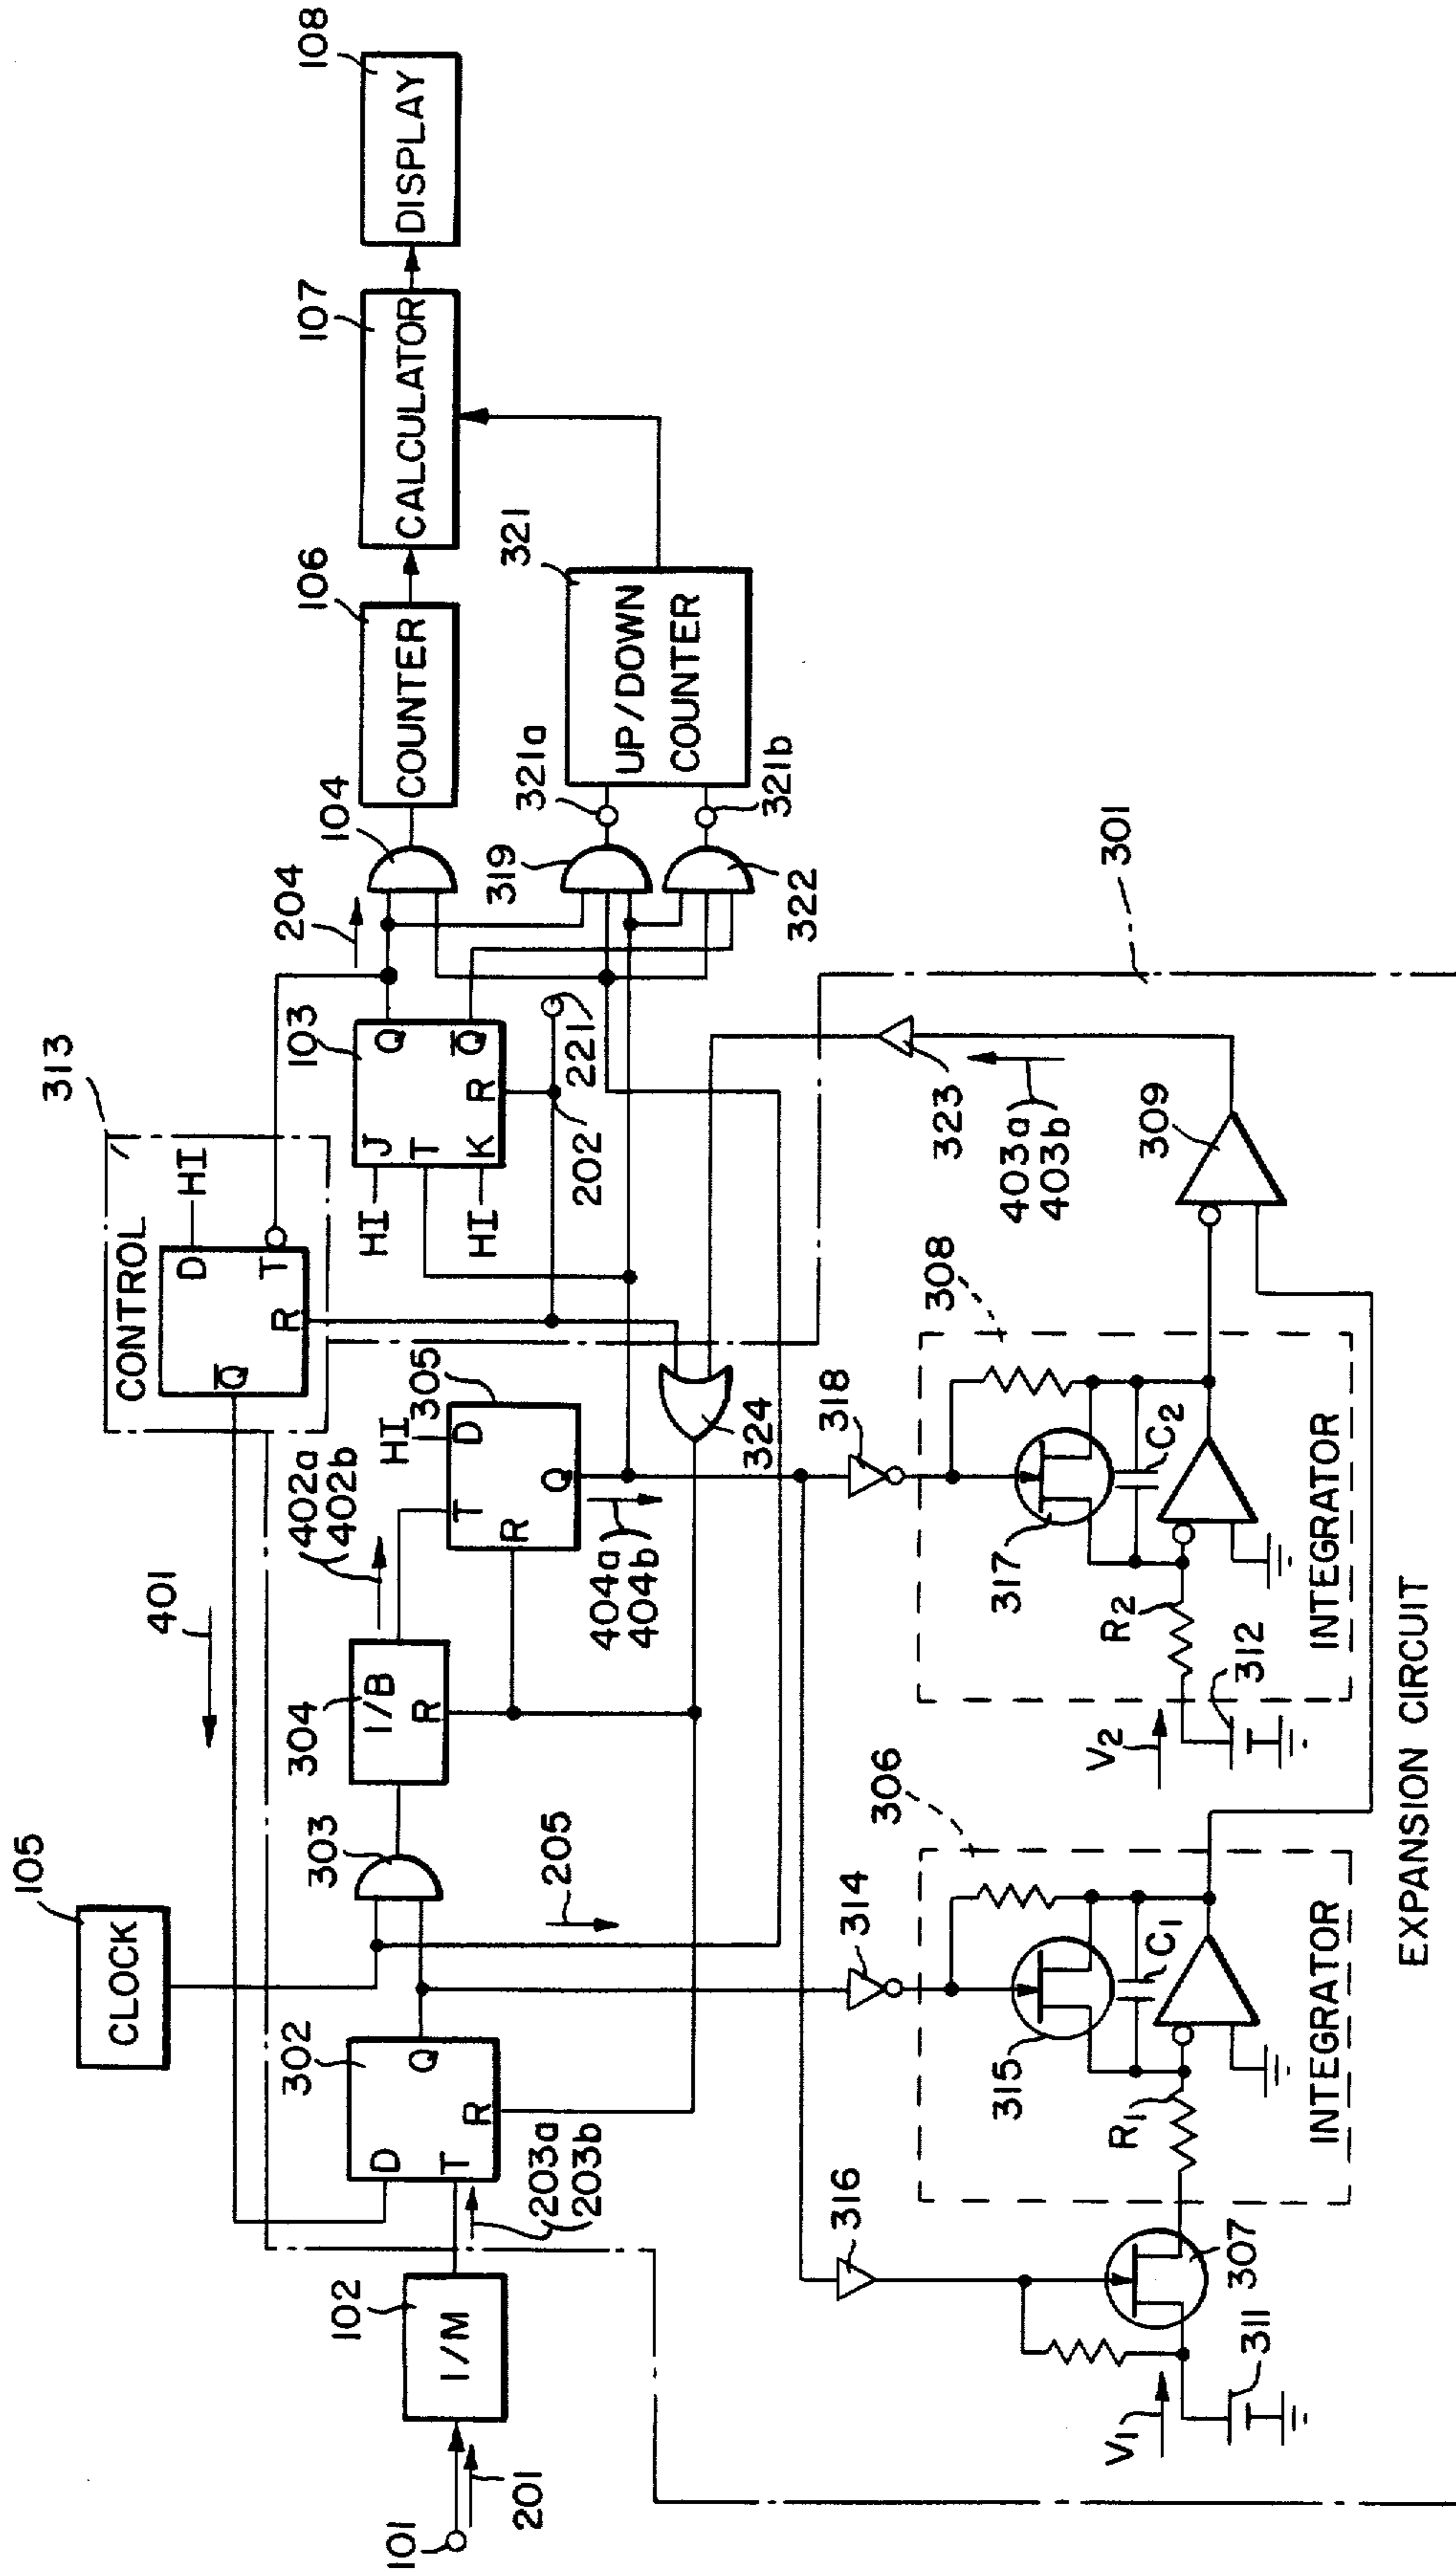 108
DISPLAY
107
CALCULATOR
106
COUNTER
104
204
321
UP/DOWN
COUNTER
321a
321b
319
322
301
313
CONTROL
HI
D
T
R
Q̅
103
Q
Q̅
J
T
K
R
HI
HI
202
221
323
403a
403b
309
401
402a
402b
HI
305
D
T
Q
R
324
404a
404b
318
308
317
C2
R2
V2
312
INTEGRATOR
304
1/B
R
303
205
105
CLOCK
302
D
Q
T
R
203a
203b
102
1/M
101
201
314
306
315
C1
R1
INTEGRATOR
316
307
V1
311
EXPANSION CIRCUIT